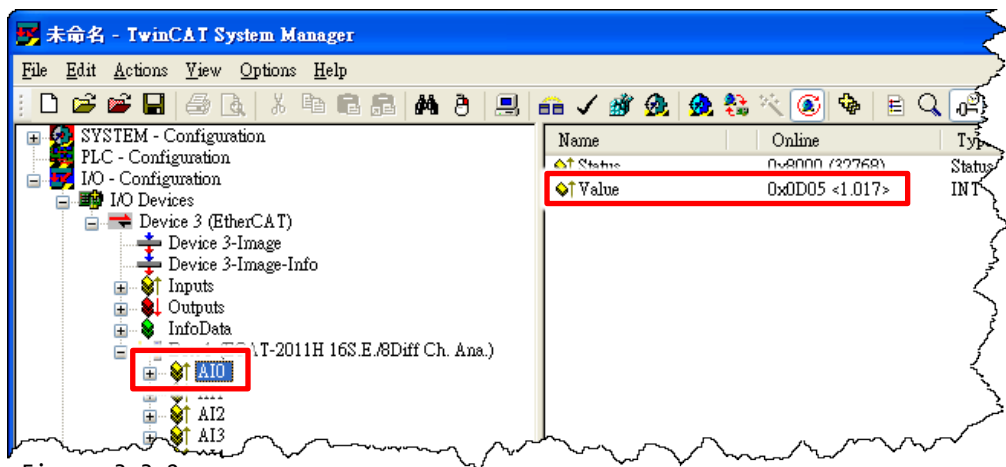 未命名 - TwinCAT System Manager
File Edit Actions View Options Help
SYSTEM - Configuration
PLC - Configuration
I/O - Configuration
I/O Devices
Device 3 (EtherCAT)
Device 3-Image
Device 3-Image-Info
Inputs
Outputs
InfoData
AT-2011H 16S.E./8Diff Ch. Ana.)
AI0
AI2
AI3
Name Online
Status 0x8000 (32768) Status
Value 0x0D05 <1.017> INT